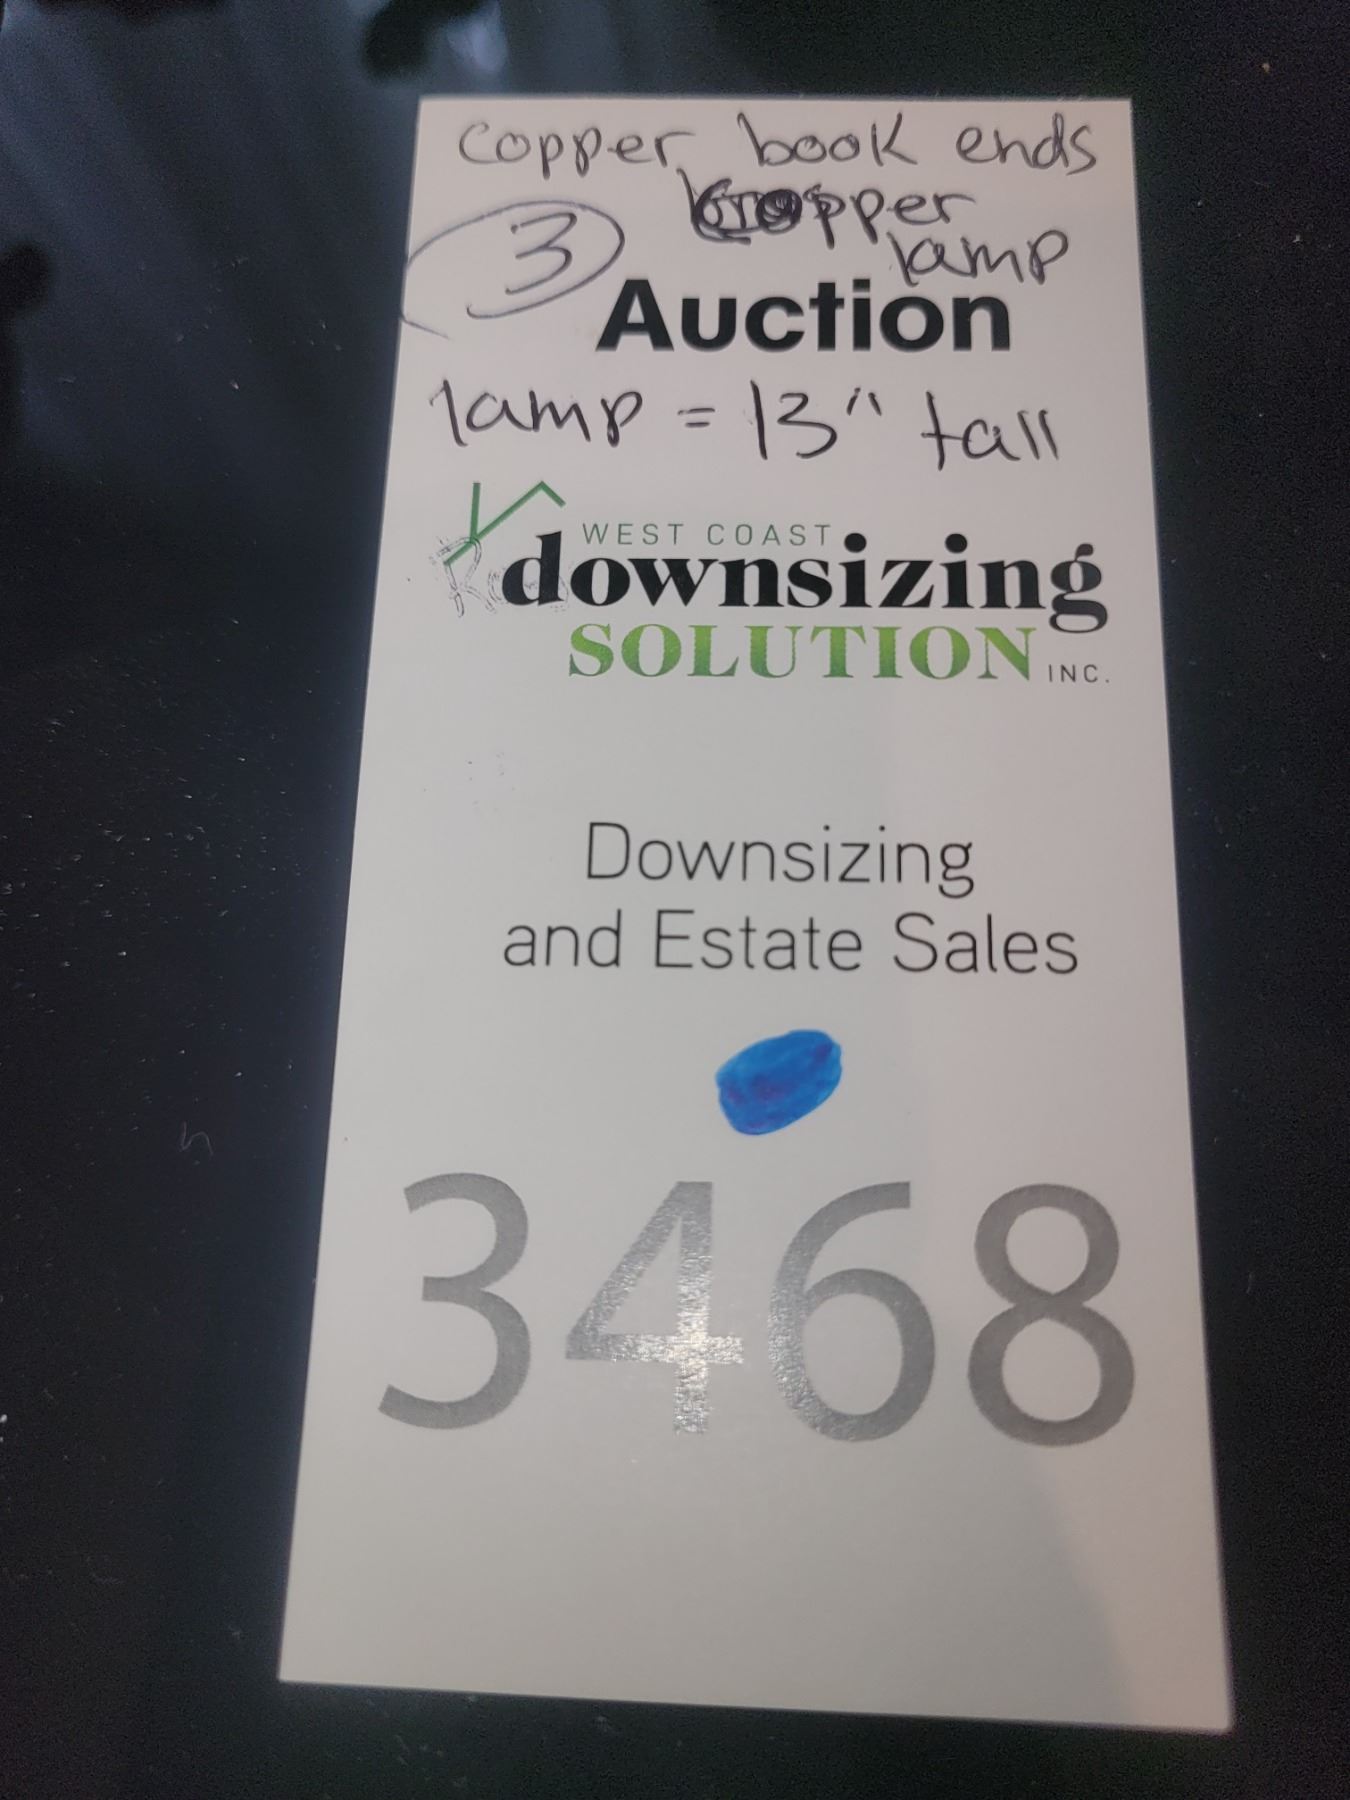 copper book ends
copper
lamp
3
Auction
lamp = 13" tall
WEST COAST
downsizing
SOLUTION INC.
Downsizing
and Estate Sales
3468